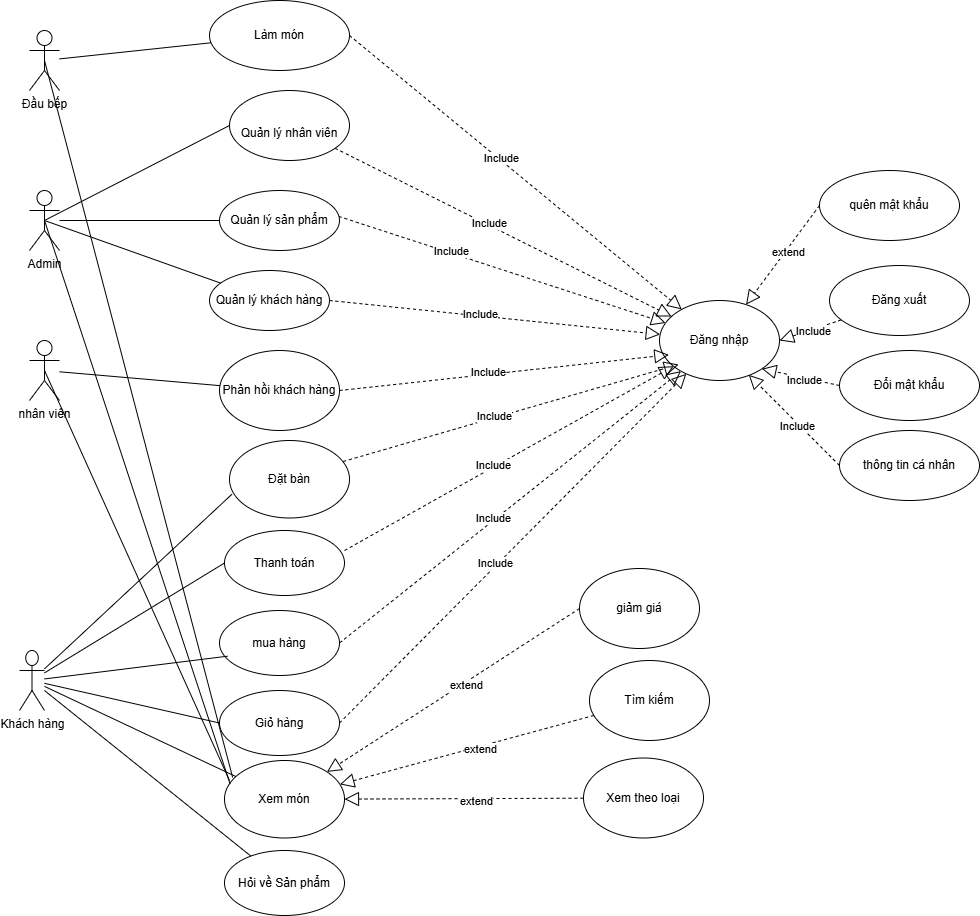 Làm món
Đầu bếp
Include
Quản lý nhân viên
quên mật khẩu
Quản lý sản phẩm
Include
Include
extend
Admin
Quản lý khách hàng
Đăng xuất
Include
Include
Đăng nhập
Include
Include
Đổi mật khẩu
Phản hồi khách hàng
nhân viên
Include
Include
Đặt bàn
Include
thông tin cá nhân
Include
Thanh toán
Include
giảm giá
mua hàng
extend
Tìm kiếm
Khách hàng
Giỏ hàng
extend
Xem món
extend
Xem theo loại
Hỏi về Sản phẩm